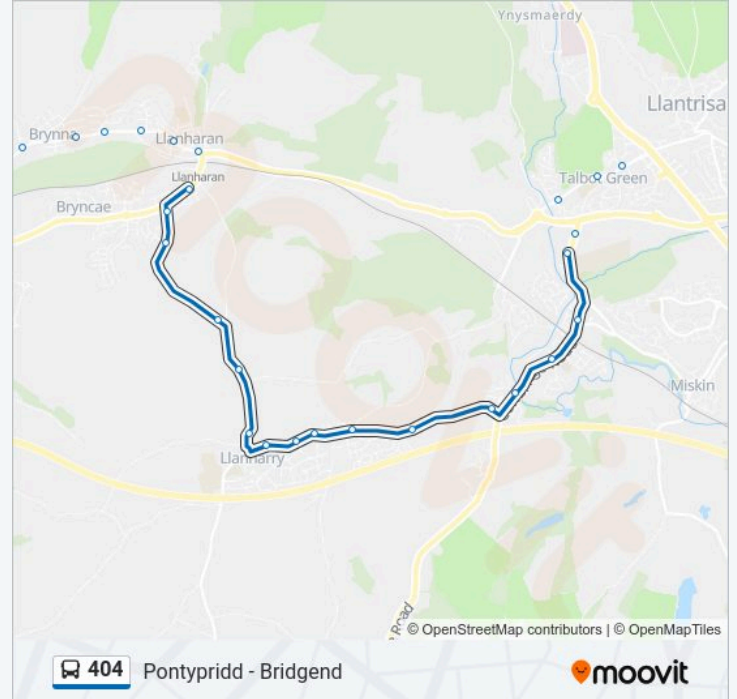 Ynysmaerdy
Llantrisa
Brynna
Llanharan
Llanharan
Talbot Green
Bryncae
Miskin
Llanharry
Road
© OpenStreetMap contributors | © OpenMapTiles
404 Pontypridd - Bridgend
moovit